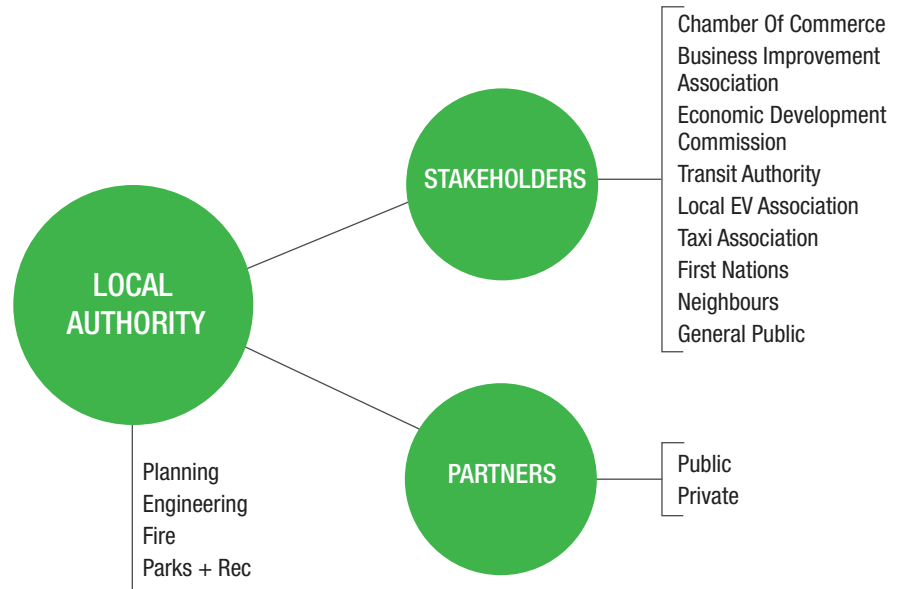 LOCAL
AUTHORITY
Planning
Engineering
Fire
Parks + Rec
STAKEHOLDERS
Chamber Of Commerce
Business Improvement
Association
Economic Development
Commission
Transit Authority
Local EV Association
Taxi Association
First Nations
Neighbours
General Public
PARTNERS
Public
Private